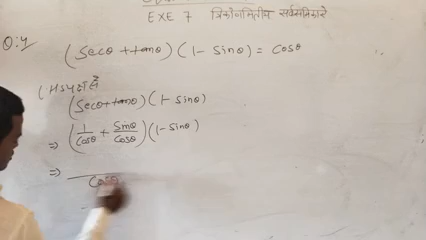 EXE 7 त्रिकोणमितीय सर्वसमिकाएँ
Q:4
(secθ+tanθ)(1-sinθ)=cosθ
(secθ+tanθ)(1-sinθ)
⇒ (1/cosθ + sinθ/cosθ)(1-sinθ)
⇒
cosθ